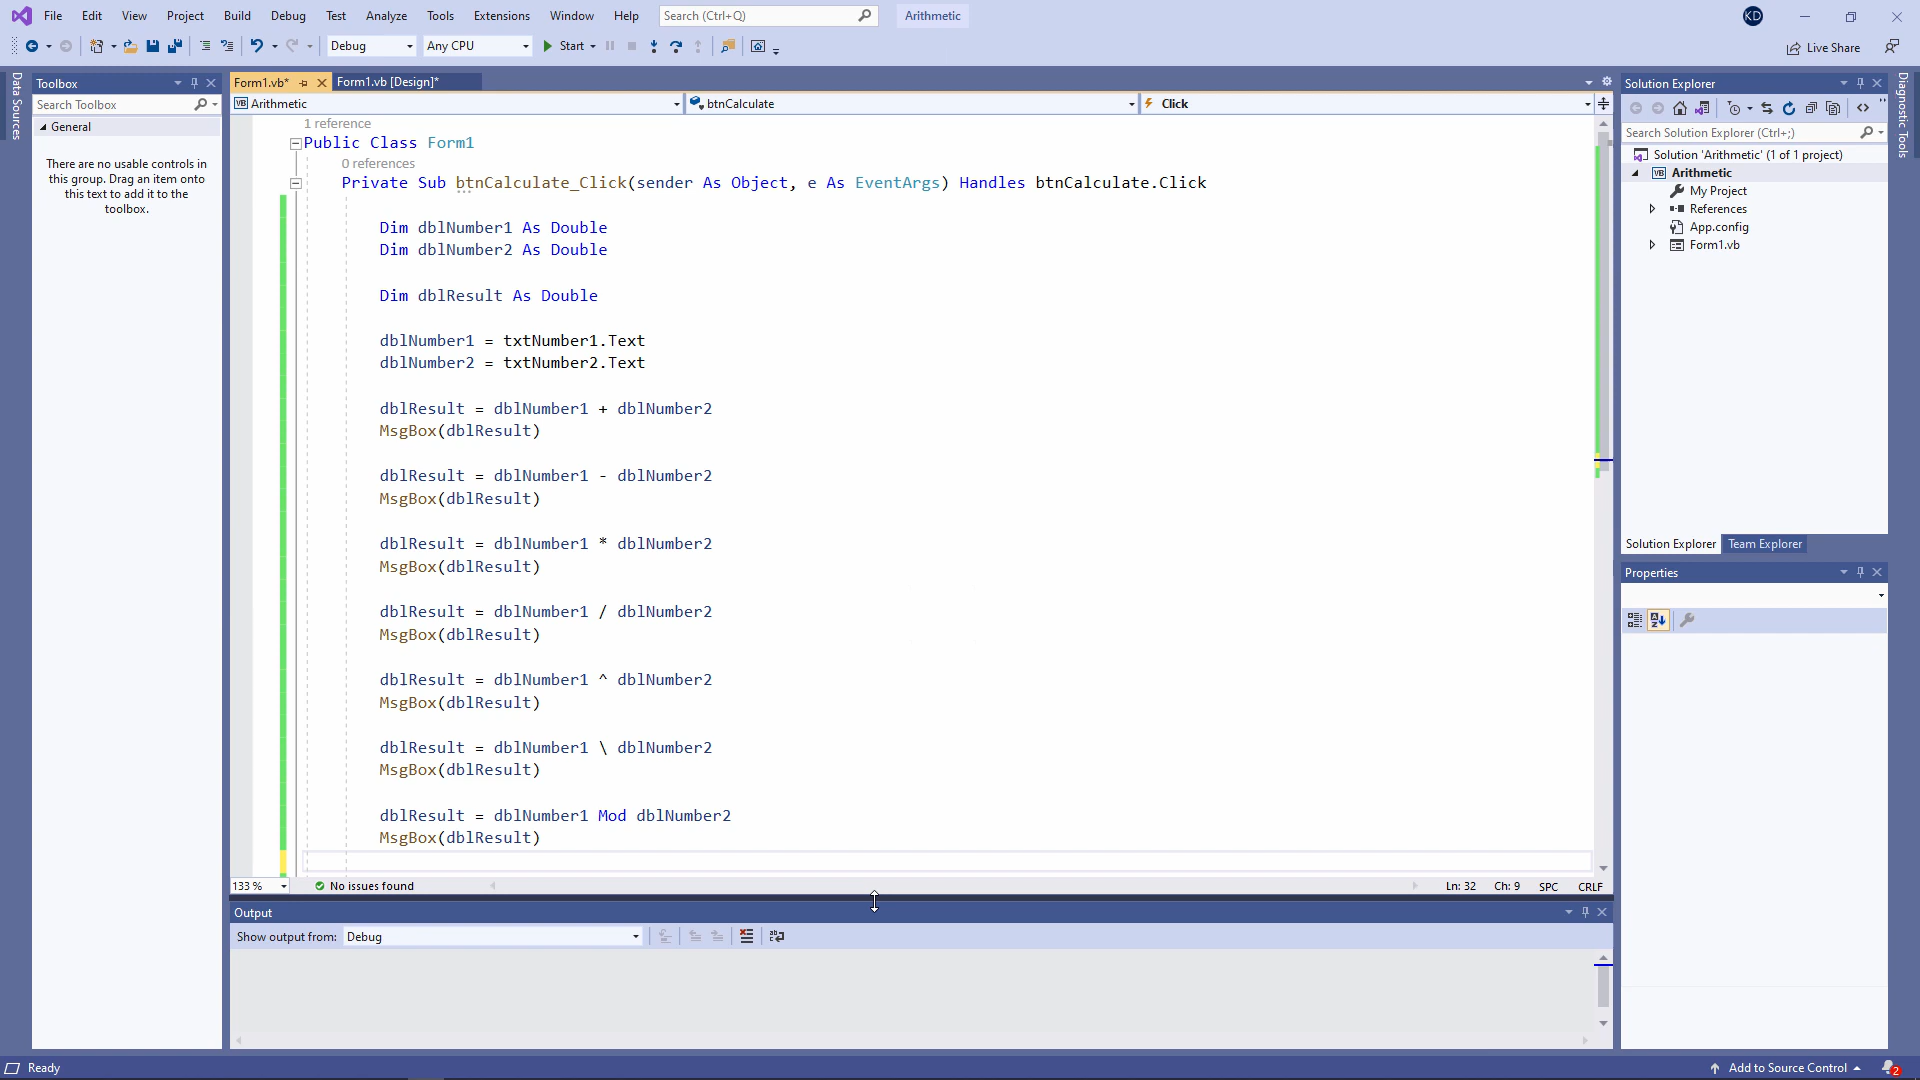 File Edit View Project Build Debug Test Analyze Tools Extensions Window Help Search (Ctrl+Q) Arithmetic KD
Debug Any CPU Start Live Share
Data Sources
Toolbox
Search Toolbox
General
There are no usable controls in
this group. Drag an item onto
this text to add it to the
toolbox.
Form1.vb* Form1.vb [Design]*
VB Arithmetic btnCalculate Click
1 reference
Public Class Form1
0 references
Private Sub btnCalculate_Click(sender As Object, e As EventArgs) Handles btnCalculate.Click
Dim dblNumber1 As Double
Dim dblNumber2 As Double
Dim dblResult As Double
dblNumber1 = txtNumber1.Text
dblNumber2 = txtNumber2.Text
dblResult = dblNumber1 + dblNumber2
MsgBox(dblResult)
dblResult = dblNumber1 - dblNumber2
MsgBox(dblResult)
dblResult = dblNumber1 * dblNumber2
MsgBox(dblResult)
dblResult = dblNumber1 / dblNumber2
MsgBox(dblResult)
dblResult = dblNumber1 ^ dblNumber2
MsgBox(dblResult)
dblResult = dblNumber1 \ dblNumber2
MsgBox(dblResult)
dblResult = dblNumber1 Mod dblNumber2
MsgBox(dblResult)
133 % No issues found Ln: 32 Ch: 9 SPC CRLF
Output
Show output from: Debug
Solution Explorer
Search Solution Explorer (Ctrl+;)
Solution 'Arithmetic' (1 of 1 project)
VB Arithmetic
My Project
References
App.config
Form1.vb
Solution Explorer Team Explorer
Properties
Diagnostic Tools
Ready Add to Source Control 2